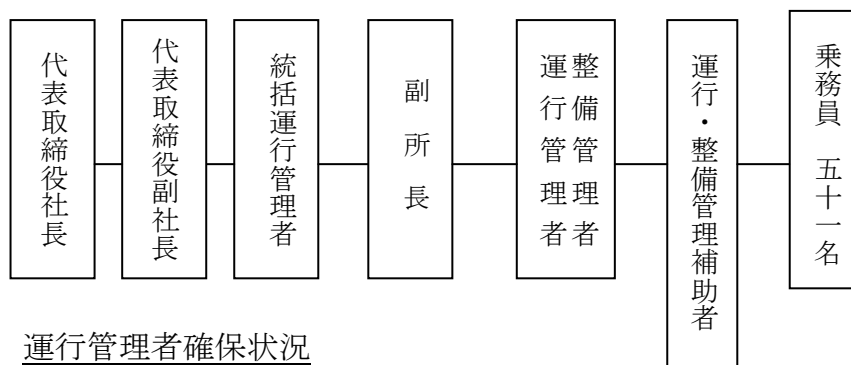 代表取締役社長
代表取締役副社長
統括運行管理者
副所長
整備管理者
運行管理者
運行・整備管理補助者
乗務員　五十一名
運行管理者確保状況